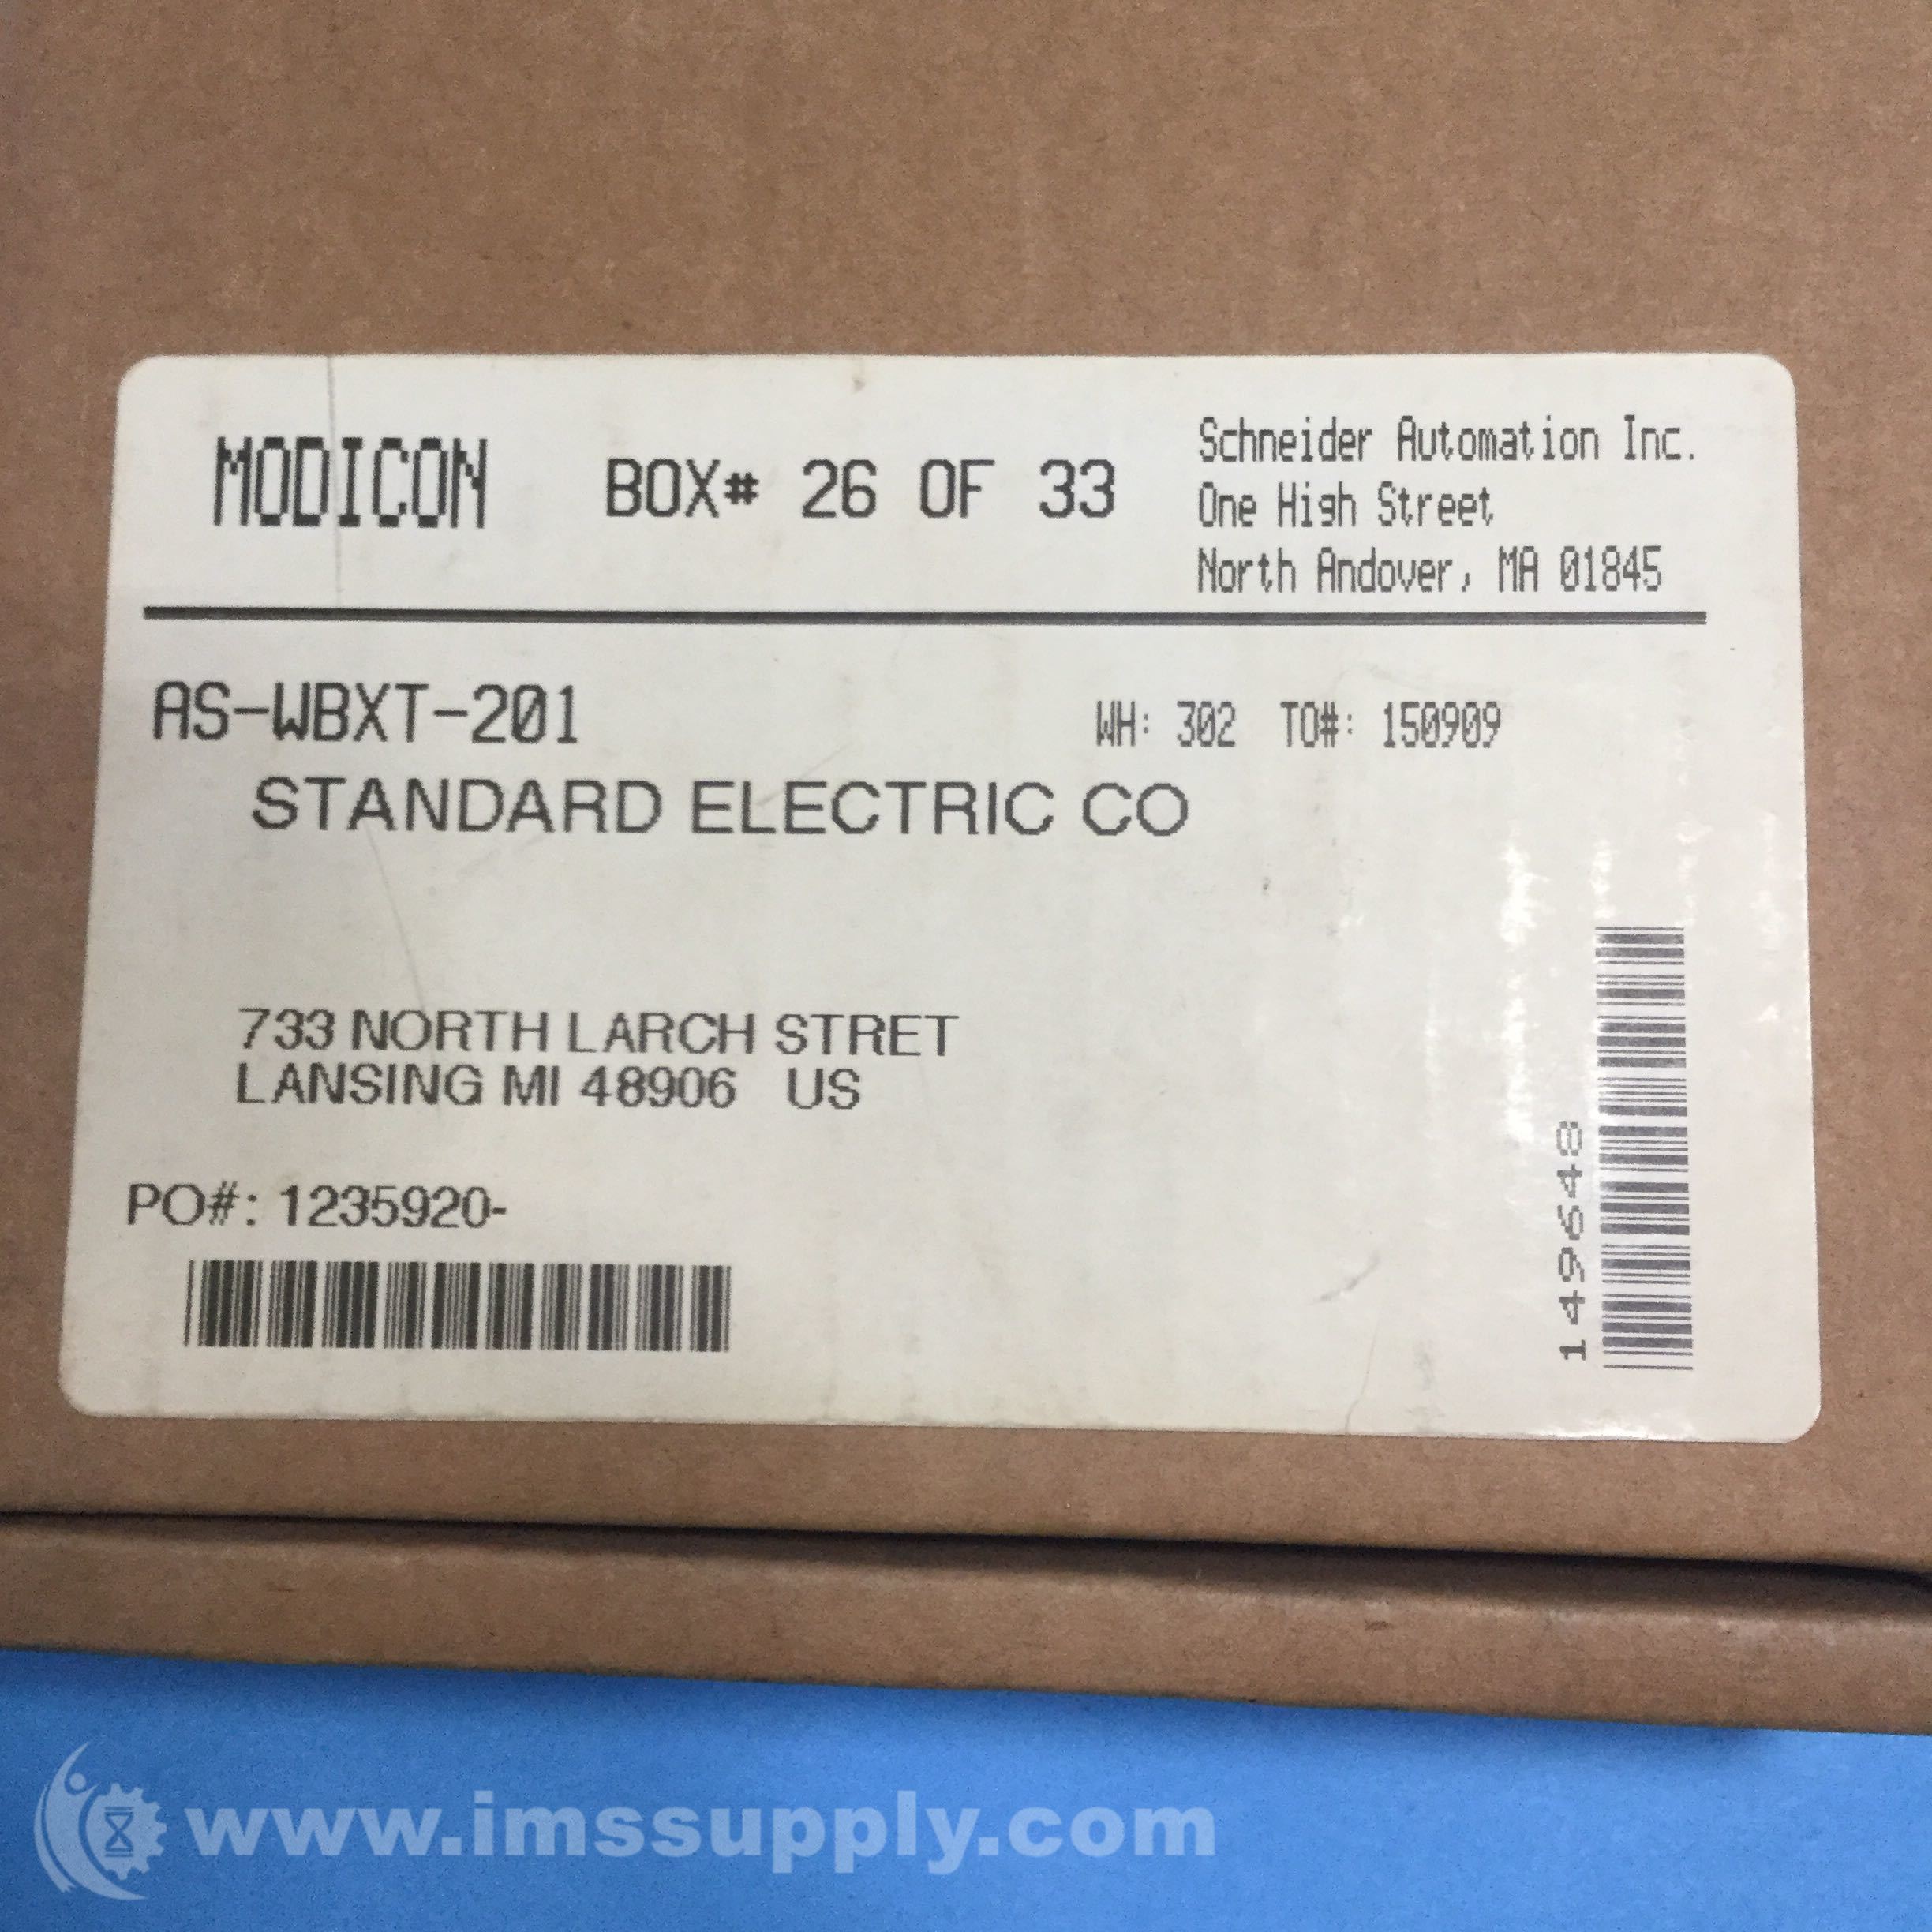 MODICON BOX# 26 OF 33
Schneider Automation Inc.
One High Street
North Andover, MA 01845
AS-WBXT-201 WH: 302 TO#: 150909
STANDARD ELECTRIC CO
733 NORTH LARCH STRET
LANSING MI 48906 US
PO#: 1235920-
1496548
www.imssupply.com